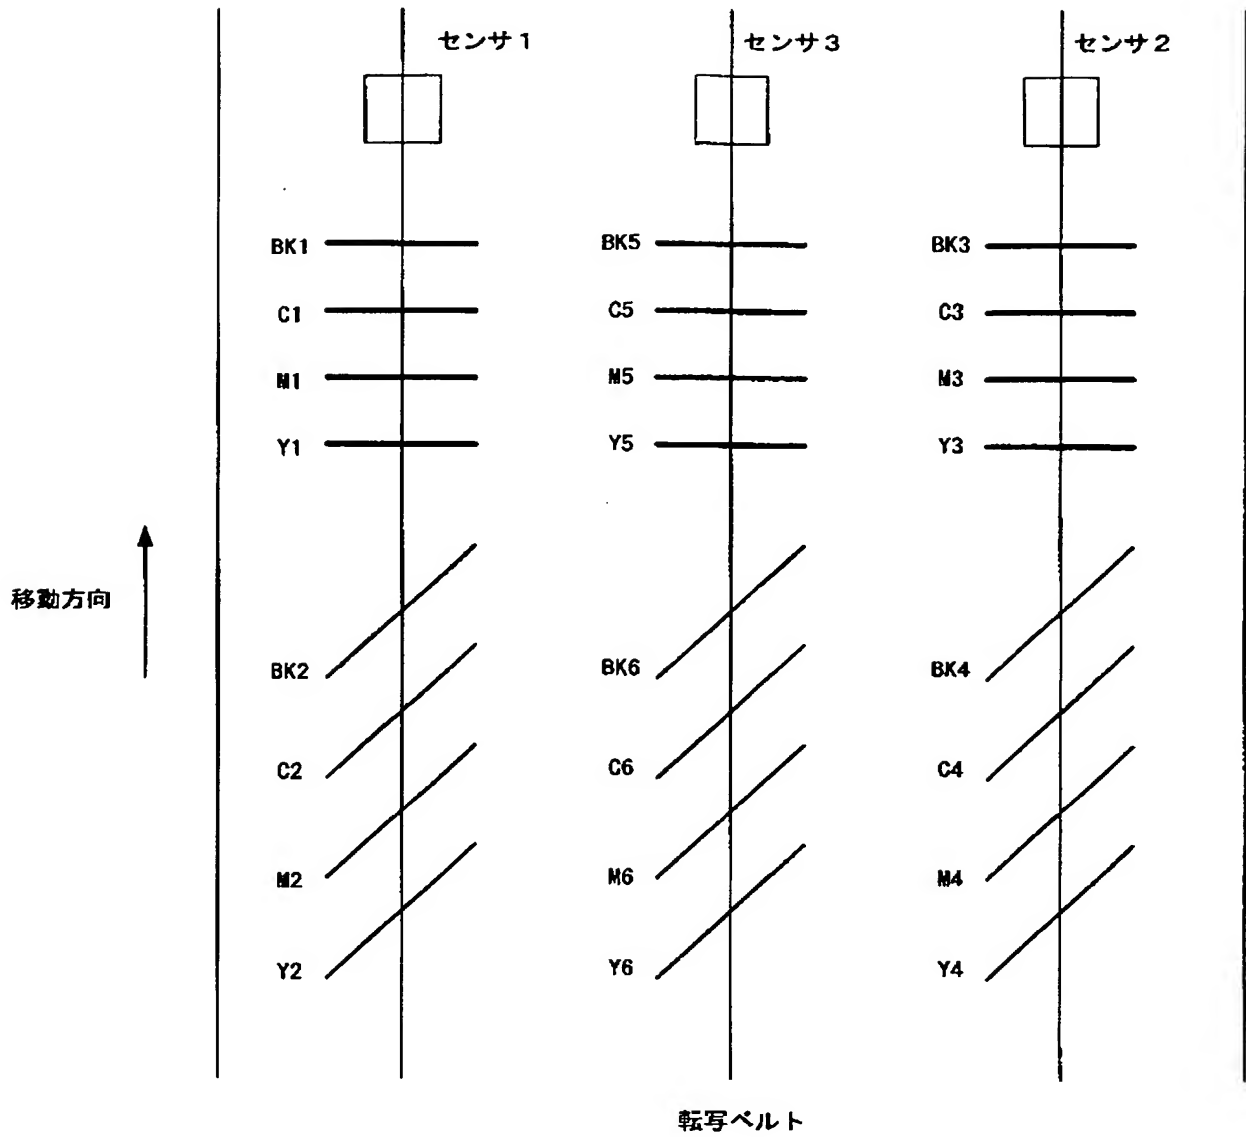 センサ1 センサ3 センサ2
BK1 BK5 BK3
C1 C5 C3
M1 M5 M3
Y1 Y5 Y3
移動方向
BK2 BK6 BK4
C2 C6 C4
M2 M6 M4
Y2 Y6 Y4
転写ベルト